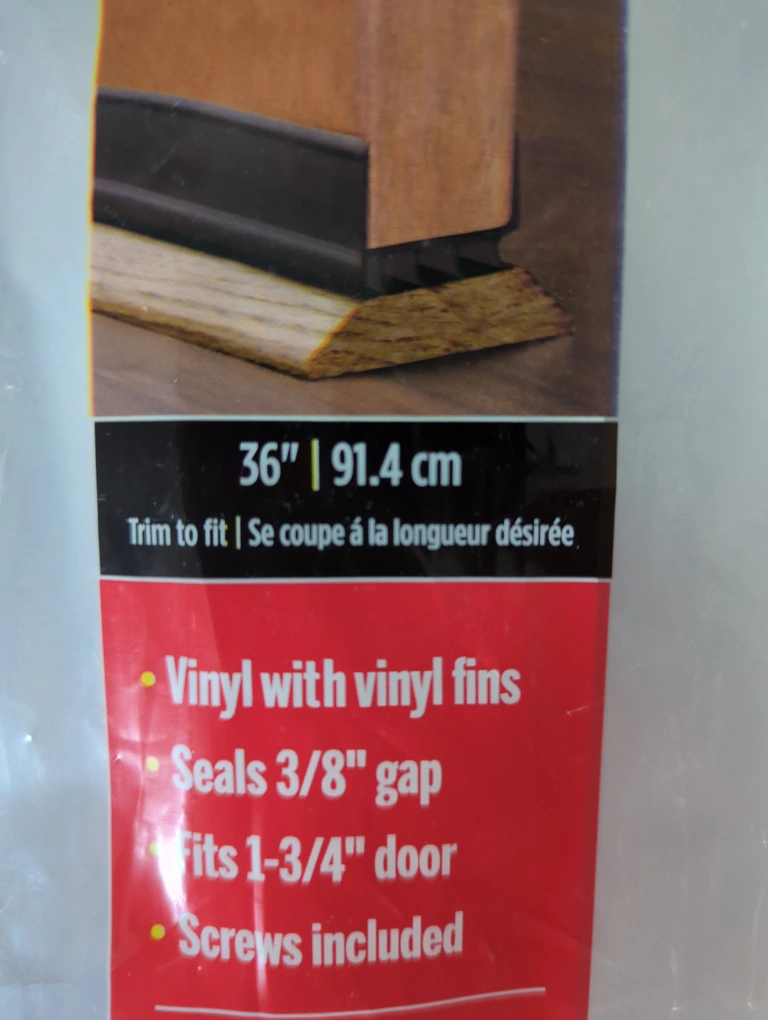 36" | 91.4 cm
Trim to fit | Se coupe á la longueur désirée
• Vinyl with vinyl fins
• Seals 3/8" gap
• Fits 1-3/4" door
• Screws included